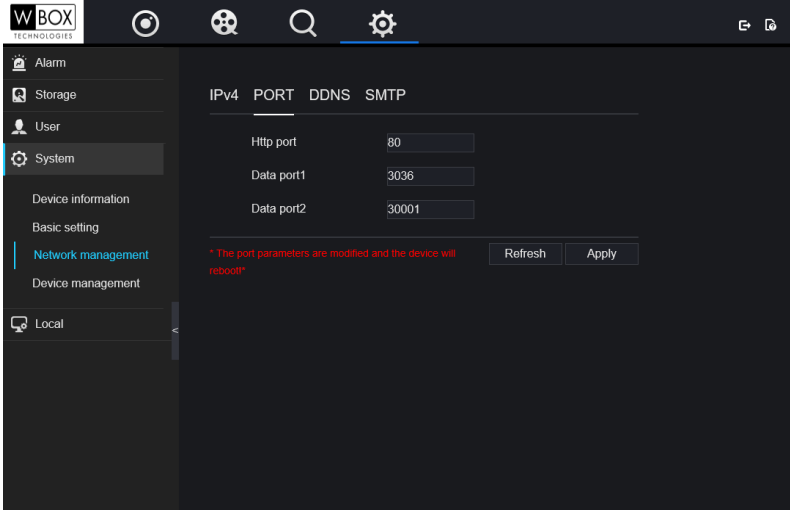 W BOX
TECHNOLOGIES
Alarm
Storage
User
System
Device information
Basic setting
Network management
Device management
Local
<
IPv4 PORT DDNS SMTP
Http port 80
Data port1 3036
Data port2 30001
* The port parameters are modified and the device will
reboot!*
Refresh Apply